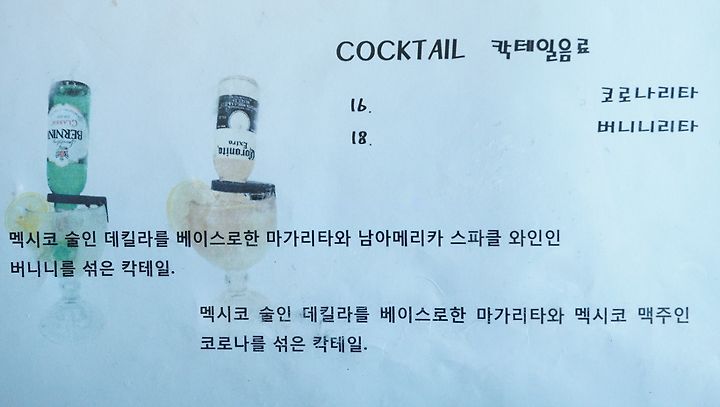 COCKTAIL 칵테일음료
16. 코로나리타
18. 버니니리타
BERNINI
CLASSIC
Coronita
Extra
멕시코 술인 데킬라를 베이스로한 마가리타와 남아메리카 스파클 와인인
버니니를 섞은 칵테일.
멕시코 술인 데킬라를 베이스로한 마가리타와 멕시코 맥주인
코로나를 섞은 칵테일.